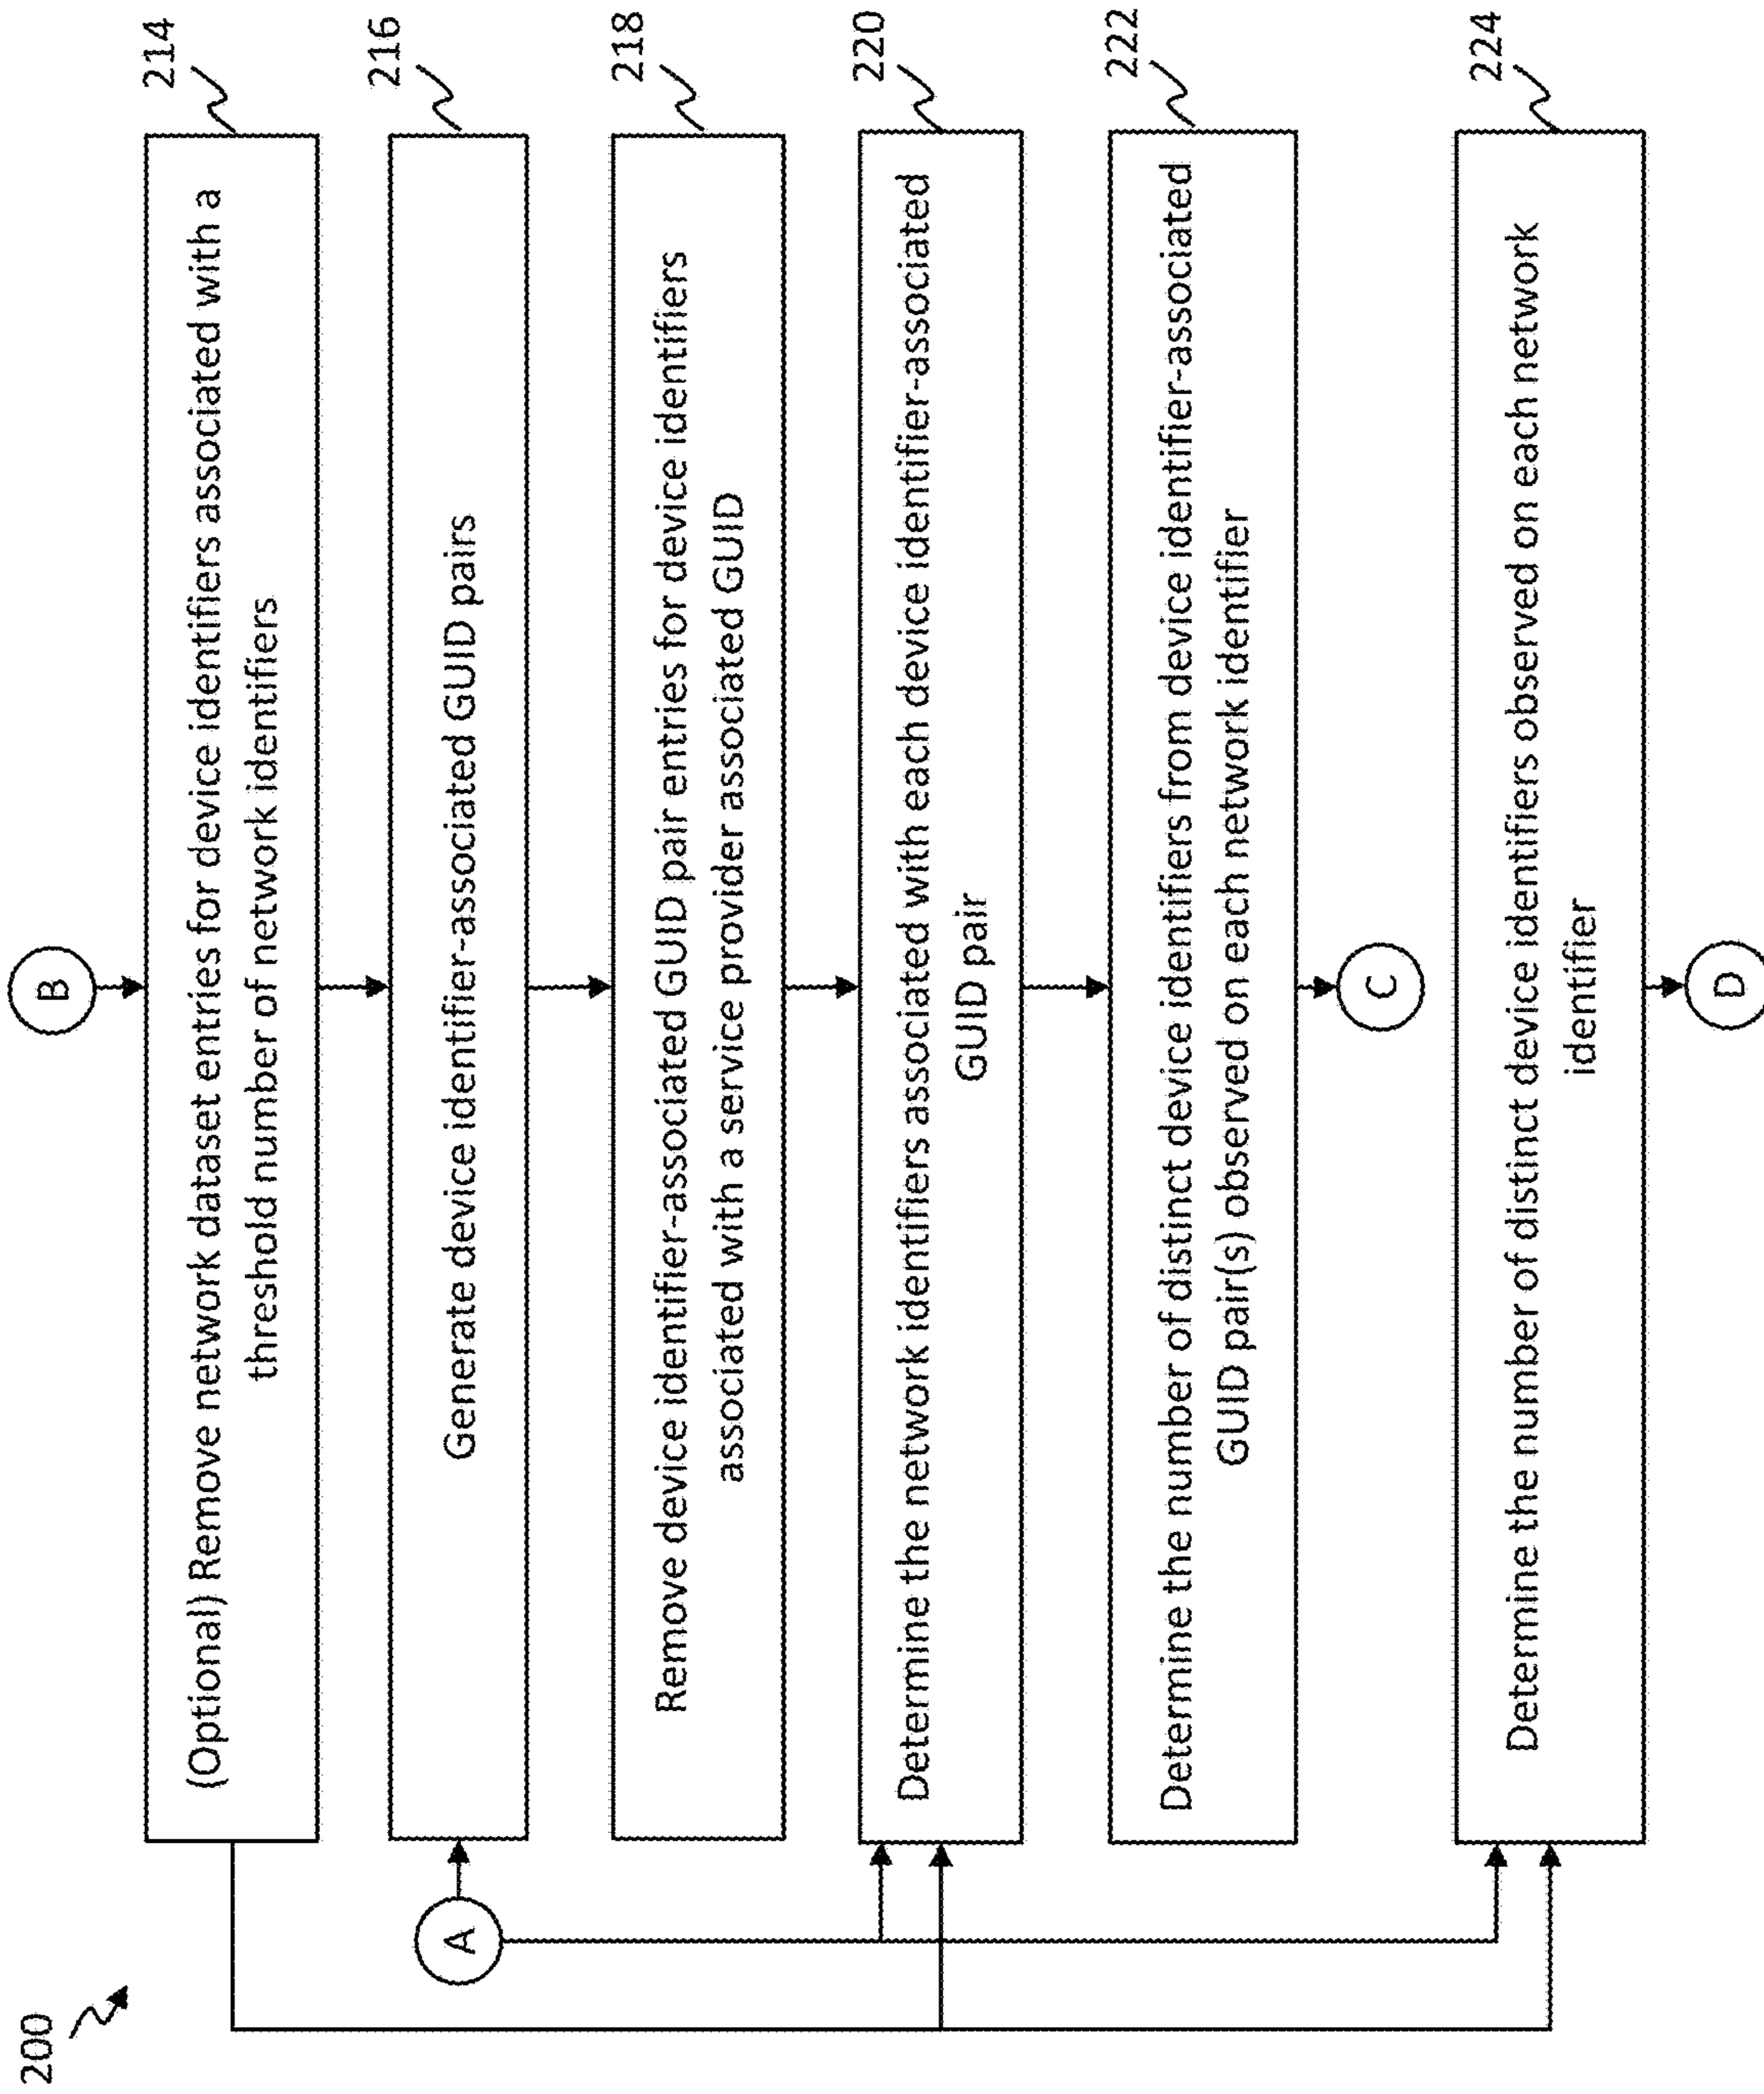 200
B
214
(Optional) Remove network dataset entries for device identifiers associated with a
threshold number of network identifiers
216
A
Generate device identifier-associated GUID pairs
218
Remove device identifier-associated GUID pair entries for device identifiers
associated with a service provider associated GUID
220
Determine the network identifiers associated with each device identifier-associated
GUID pair
222
Determine the number of distinct device identifiers from device identifier-associated
GUID pair(s) observed on each network identifier
C
224
Determine the number of distinct device identifiers observed on each network
identifier
D